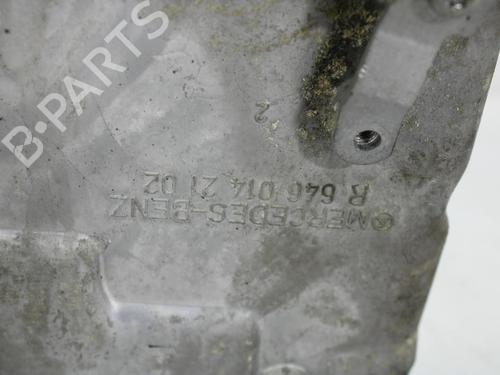 MERCEDES-BENZ
R 646 014 21 02
2
B-PARTS